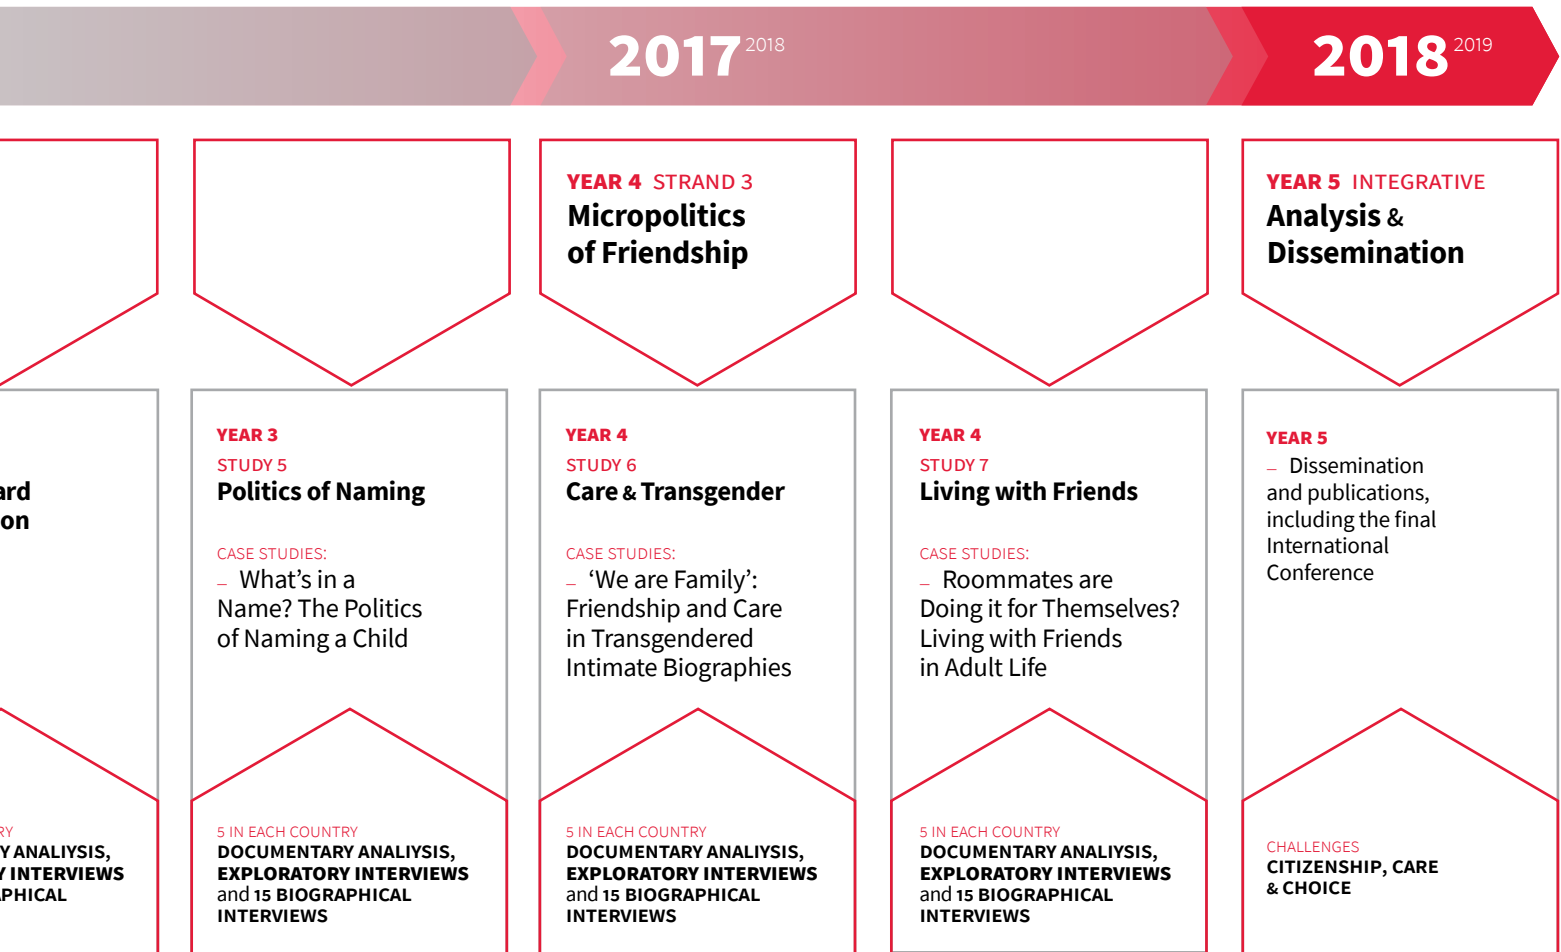 2017 2018
2018 2019
YEAR 4 STRAND 3
Micropolitics
of Friendship
YEAR 5 INTEGRATIVE
Analysis &
Dissemination
ard
on
RY
Y ANALIYSIS,
Y INTERVIEWS
APHICAL
YEAR 3
STUDY 5
Politics of Naming
CASE STUDIES:
– What’s in a
Name? The Politics
of Naming a Child
5 IN EACH COUNTRY
DOCUMENTARY ANALIYSIS,
EXPLORATORY INTERVIEWS
and 15 BIOGRAPHICAL
INTERVIEWS
YEAR 4
STUDY 6
Care & Transgender
CASE STUDIES:
– ‘We are Family’:
Friendship and Care
in Transgendered
Intimate Biographies
5 IN EACH COUNTRY
DOCUMENTARY ANALIYSIS,
EXPLORATORY INTERVIEWS
and 15 BIOGRAPHICAL
INTERVIEWS
YEAR 4
STUDY 7
Living with Friends
CASE STUDIES:
– Roommates are
Doing it for Themselves?
Living with Friends
in Adult Life
5 IN EACH COUNTRY
DOCUMENTARY ANALIYSIS,
EXPLORATORY INTERVIEWS
and 15 BIOGRAPHICAL
INTERVIEWS
YEAR 5
– Dissemination
and publications,
including the final
International
Conference
CHALLENGES
CITIZENSHIP, CARE
& CHOICE